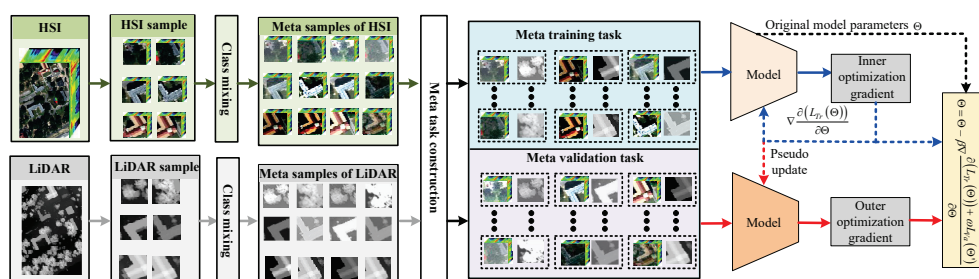 HSI
HSI sample
Class mixing
Meta samples of HSI
LiDAR
LiDAR sample
Class mixing
Meta samples of LiDAR
Meta task construction
Meta training task
Meta validation task
Model
Original model parameters Θ
Inner
optimization
gradient
∇ ∂(L_Tr(Θ)) / ∂Θ
Pseudo
update
Model
Outer
optimization
gradient